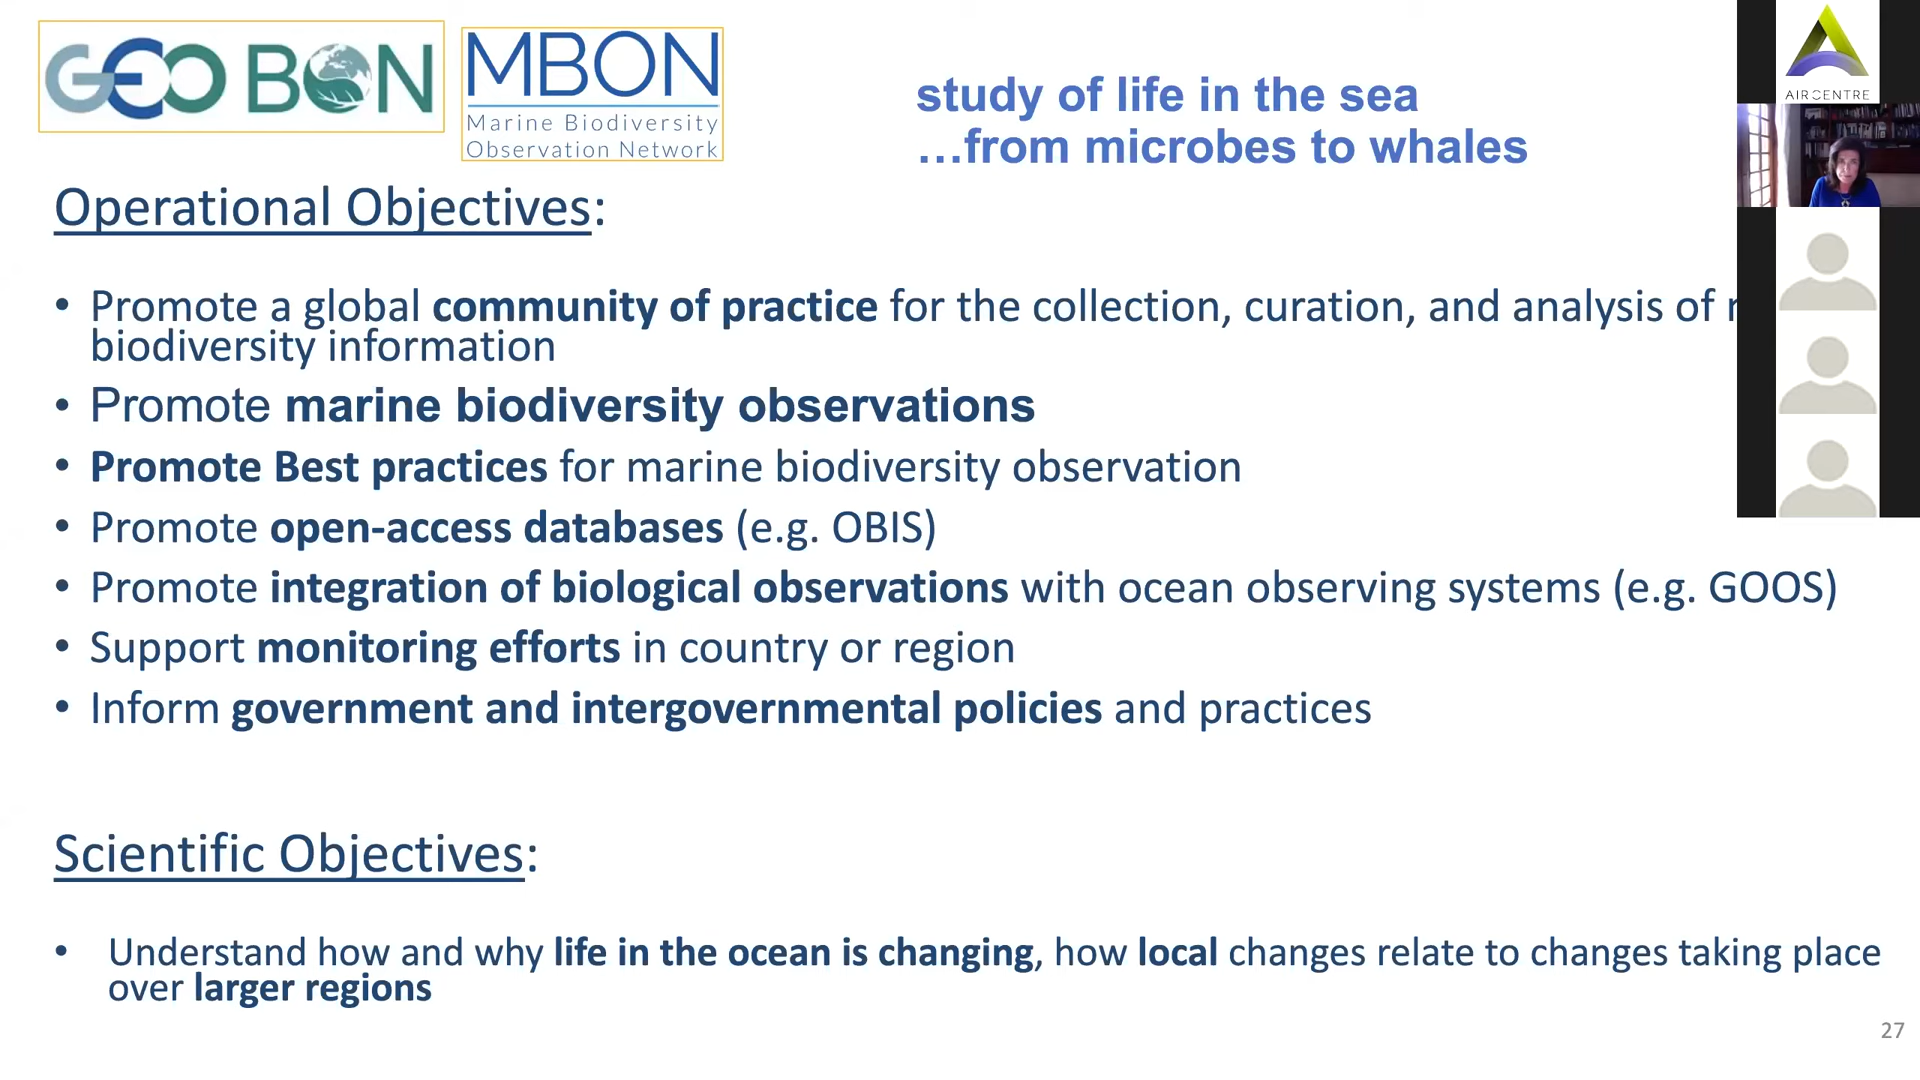 GEO BON
MBON
Marine Biodiversity
Observation Network
study of life in the sea
...from microbes to whales
AIR CENTRE
Operational Objectives:
• Promote a global community of practice for the collection, curation, and analysis of
biodiversity information
• Promote marine biodiversity observations
• Promote Best practices for marine biodiversity observation
• Promote open-access databases (e.g. OBIS)
• Promote integration of biological observations with ocean observing systems (e.g. GOOS)
• Support monitoring efforts in country or region
• Inform government and intergovernmental policies and practices
Scientific Objectives:
• Understand how and why life in the ocean is changing, how local changes relate to changes taking place
over larger regions
27